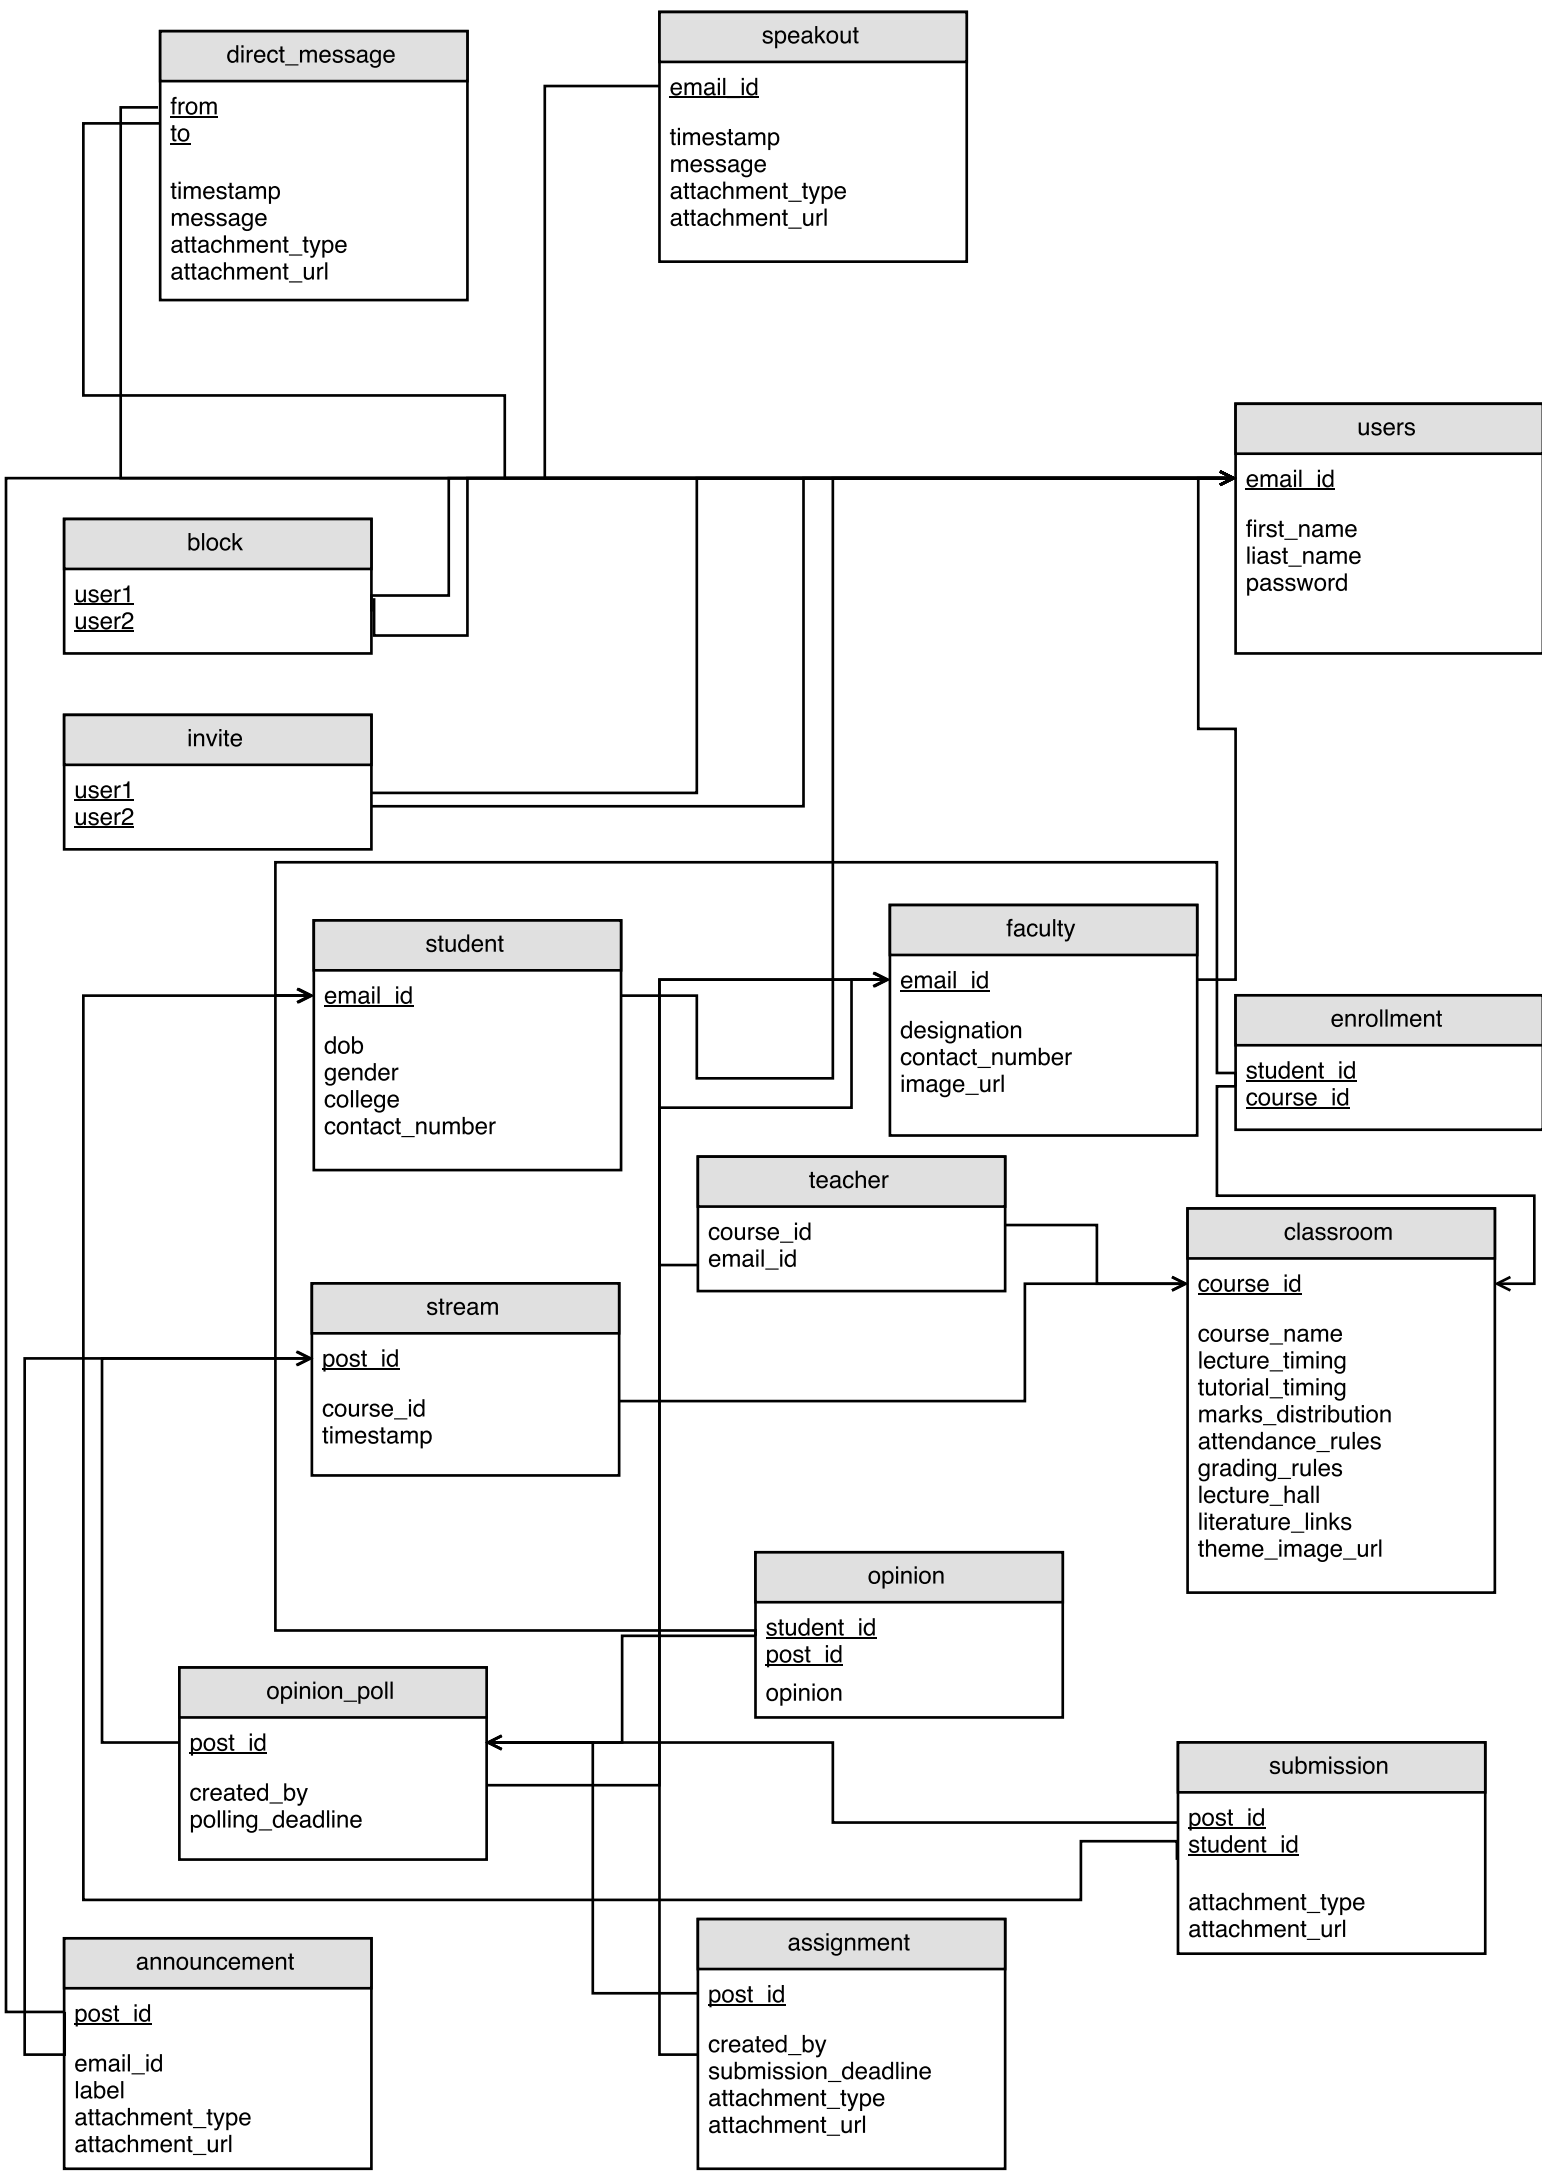 direct_message
from
to
timestamp
message
attachment_type
attachment_url
speakout
email_id
timestamp
message
attachment_type
attachment_url
users
email_id
first_name
liast_name
password
block
user1
user2
invite
user1
user2
student
email_id
dob
gender
college
contact_number
faculty
email_id
designation
contact_number
image_url
enrollment
student_id
course_id
teacher
course_id
email_id
classroom
course_id
course_name
lecture_timing
tutorial_timing
marks_distribution
attendance_rules
grading_rules
lecture_hall
literature_links
theme_image_url
stream
post_id
course_id
timestamp
opinion
student_id
post_id
opinion
opinion_poll
post_id
created_by
polling_deadline
submission
post_id
student_id
attachment_type
attachment_url
announcement
post_id
email_id
label
attachment_type
attachment_url
assignment
post_id
created_by
submission_deadline
attachment_type
attachment_url